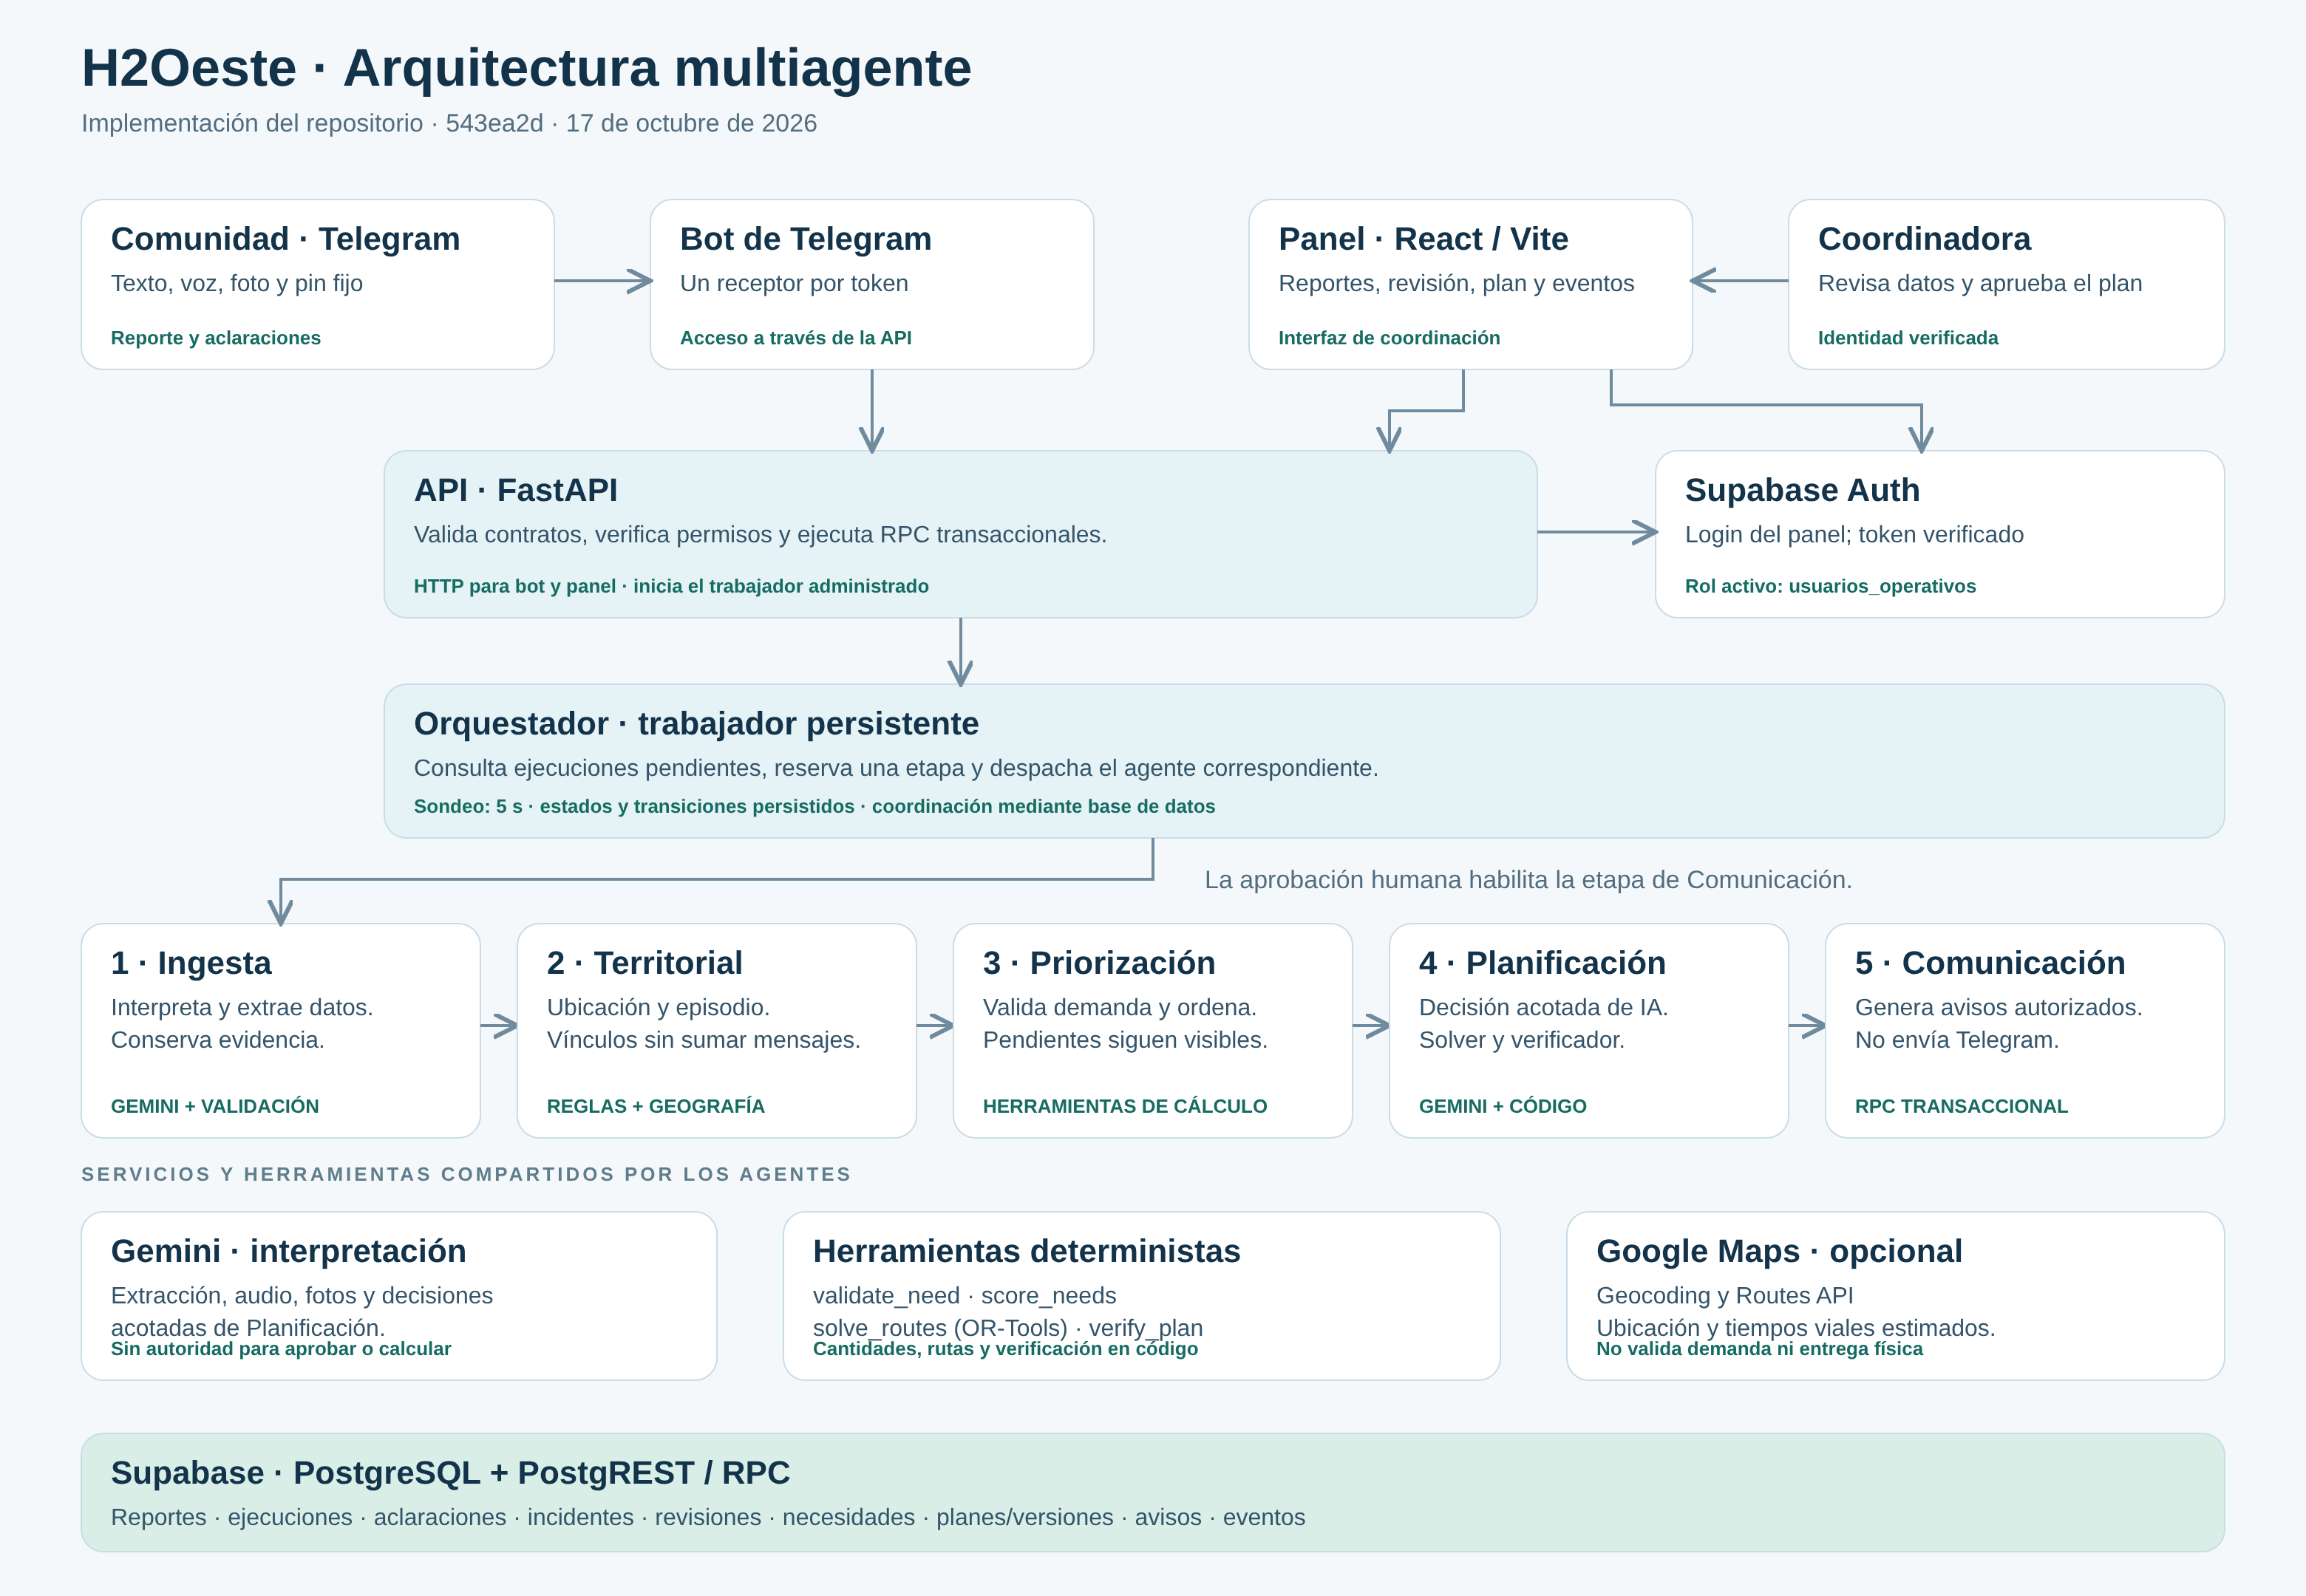 H2Oeste · Arquitectura multiagente
Implementación del repositorio · 543ea2d · 17 de octubre de 2026
Comunidad · Telegram
Texto, voz, foto y pin fijo
Reporte y aclaraciones
Bot de Telegram
Un receptor por token
Acceso a través de la API
Panel · React / Vite
Reportes, revisión, plan y eventos
Interfaz de coordinación
Coordinadora
Revisa datos y aprueba el plan
Identidad verificada
API · FastAPI
Valida contratos, verifica permisos y ejecuta RPC transaccionales.
HTTP para bot y panel · inicia el trabajador administrado
Supabase Auth
Login del panel; token verificado
Rol activo: usuarios_operativos
Orquestador · trabajador persistente
Consulta ejecuciones pendientes, reserva una etapa y despacha el agente correspondiente.
Sondeo: 5 s · estados y transiciones persistidos · coordinación mediante base de datos
La aprobación humana habilita la etapa de Comunicación.
1 · Ingesta
Interpreta y extrae datos.
Conserva evidencia.
GEMINI + VALIDACIÓN
2 · Territorial
Ubicación y episodio.
Vínculos sin sumar mensajes.
REGLAS + GEOGRAFÍA
3 · Priorización
Valida demanda y ordena.
Pendientes siguen visibles.
HERRAMIENTAS DE CÁLCULO
4 · Planificación
Decisión acotada de IA.
Solver y verificador.
GEMINI + CÓDIGO
5 · Comunicación
Genera avisos autorizados.
No envía Telegram.
RPC TRANSACCIONAL
SERVICIOS Y HERRAMIENTAS COMPARTIDOS POR LOS AGENTES
Gemini · interpretación
Extracción, audio, fotos y decisiones
acotadas de Planificación.
Sin autoridad para aprobar o calcular
Herramientas deterministas
validate_need · score_needs
solve_routes (OR-Tools) · verify_plan
Cantidades, rutas y verificación en código
Google Maps · opcional
Geocoding y Routes API
Ubicación y tiempos viales estimados.
No valida demanda ni entrega física
Supabase · PostgreSQL + PostgREST / RPC
Reportes · ejecuciones · aclaraciones · incidentes · revisiones · necesidades · planes/versiones · avisos · eventos